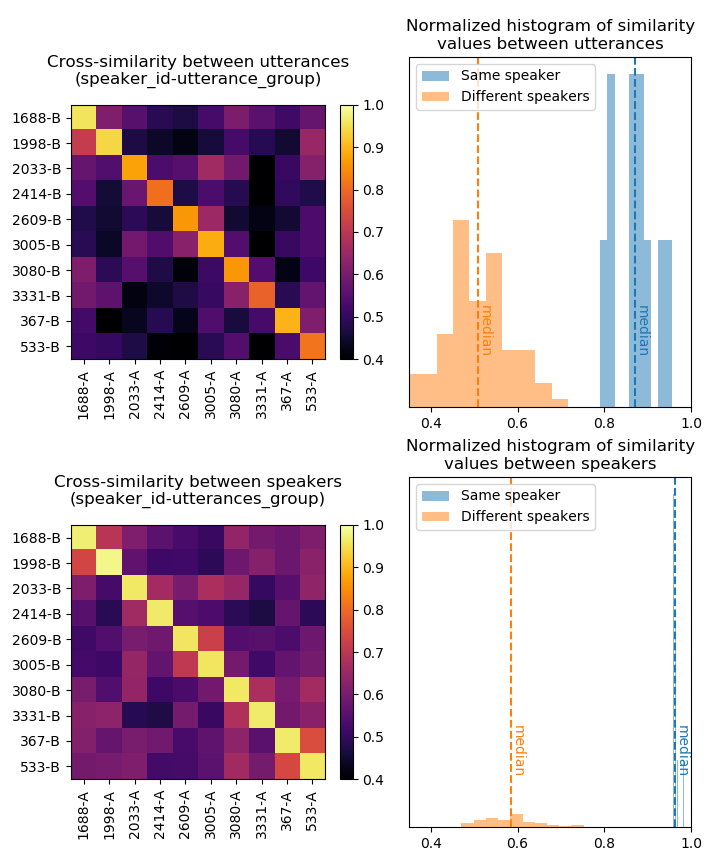 Cross-similarity between utterances
(speaker_id-utterance_group)
1688-B
1998-B
2033-B
2414-B
2609-B
3005-B
3080-B
3331-B
367-B
533-B
1688-A
1998-A
2033-A
2414-A
2609-A
3005-A
3080-A
3331-A
367-A
533-A
1.0
0.9
0.8
0.7
0.6
0.5
0.4
Normalized histogram of similarity
values between utterances
Same speaker
Different speakers
median
median
0.4
0.6
0.8
1.0
Cross-similarity between speakers
(speaker_id-utterances_group)
1688-B
1998-B
2033-B
2414-B
2609-B
3005-B
3080-B
3331-B
367-B
533-B
1688-A
1998-A
2033-A
2414-A
2609-A
3005-A
3080-A
3331-A
367-A
533-A
1.0
0.9
0.8
0.7
0.6
0.5
0.4
Normalized histogram of similarity
values between speakers
Same speaker
Different speakers
median
median
0.4
0.6
0.8
1.0